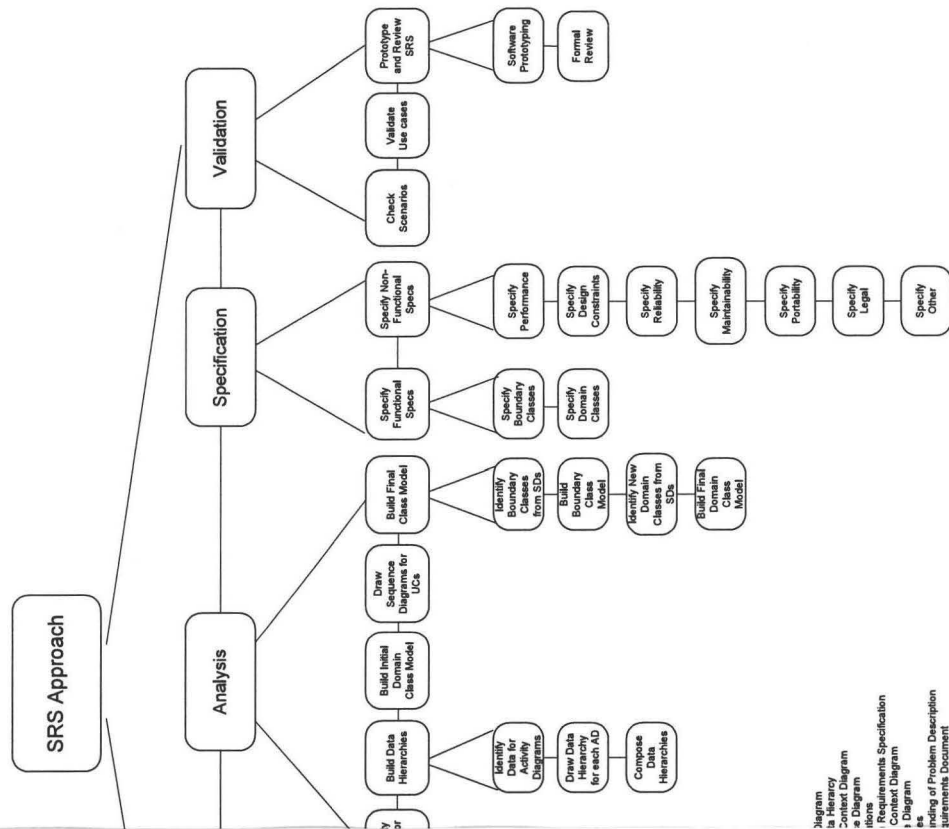 SRS Approach
Analysis
Specification
Validation
Build Data
Hierarchies
Build Initial
Domain
Class Model
Draw
Sequence
Diagrams for
UCs
Build Final
Class Model
Specify
Functional
Specs
Specify Non-
Functional
Specs
Check
Scenarios
Validate
Use cases
Prototype
and Review
SRS
Identify
Data for
Activity
Diagrams
Draw Data
Hierarchy
for each AD
Compose
Data
Hierarchies
Identify
Boundary
Classes
from SDs
Build
Boundary
Class
Model
Identify New
Domain
Classes from
SDs
Build Final
Domain
Class
Model
Specify
Boundary
Classes
Specify
Domain
Classes
Specify
Performance
Specify
Design
Constraints
Specify
Reliability
Specify
Maintainability
Specify
Portability
Specify
Legal
Specify
Other
Software
Prototyping
Formal
Review
Diagram
Hierarcy
Context Diagram
Diagram
Requirements Specification
Context Diagram
Diagram
of Problem Description
Document